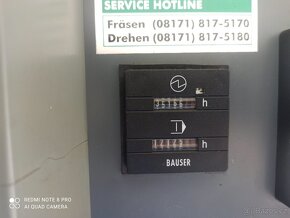 SERVICE HOTLINE
Fräsen (08171) 817-5170
Drehen (08171) 817-5180
h
h
BAUSER
REDMI NOTE 8 PRO
AI QUAD CAMERA